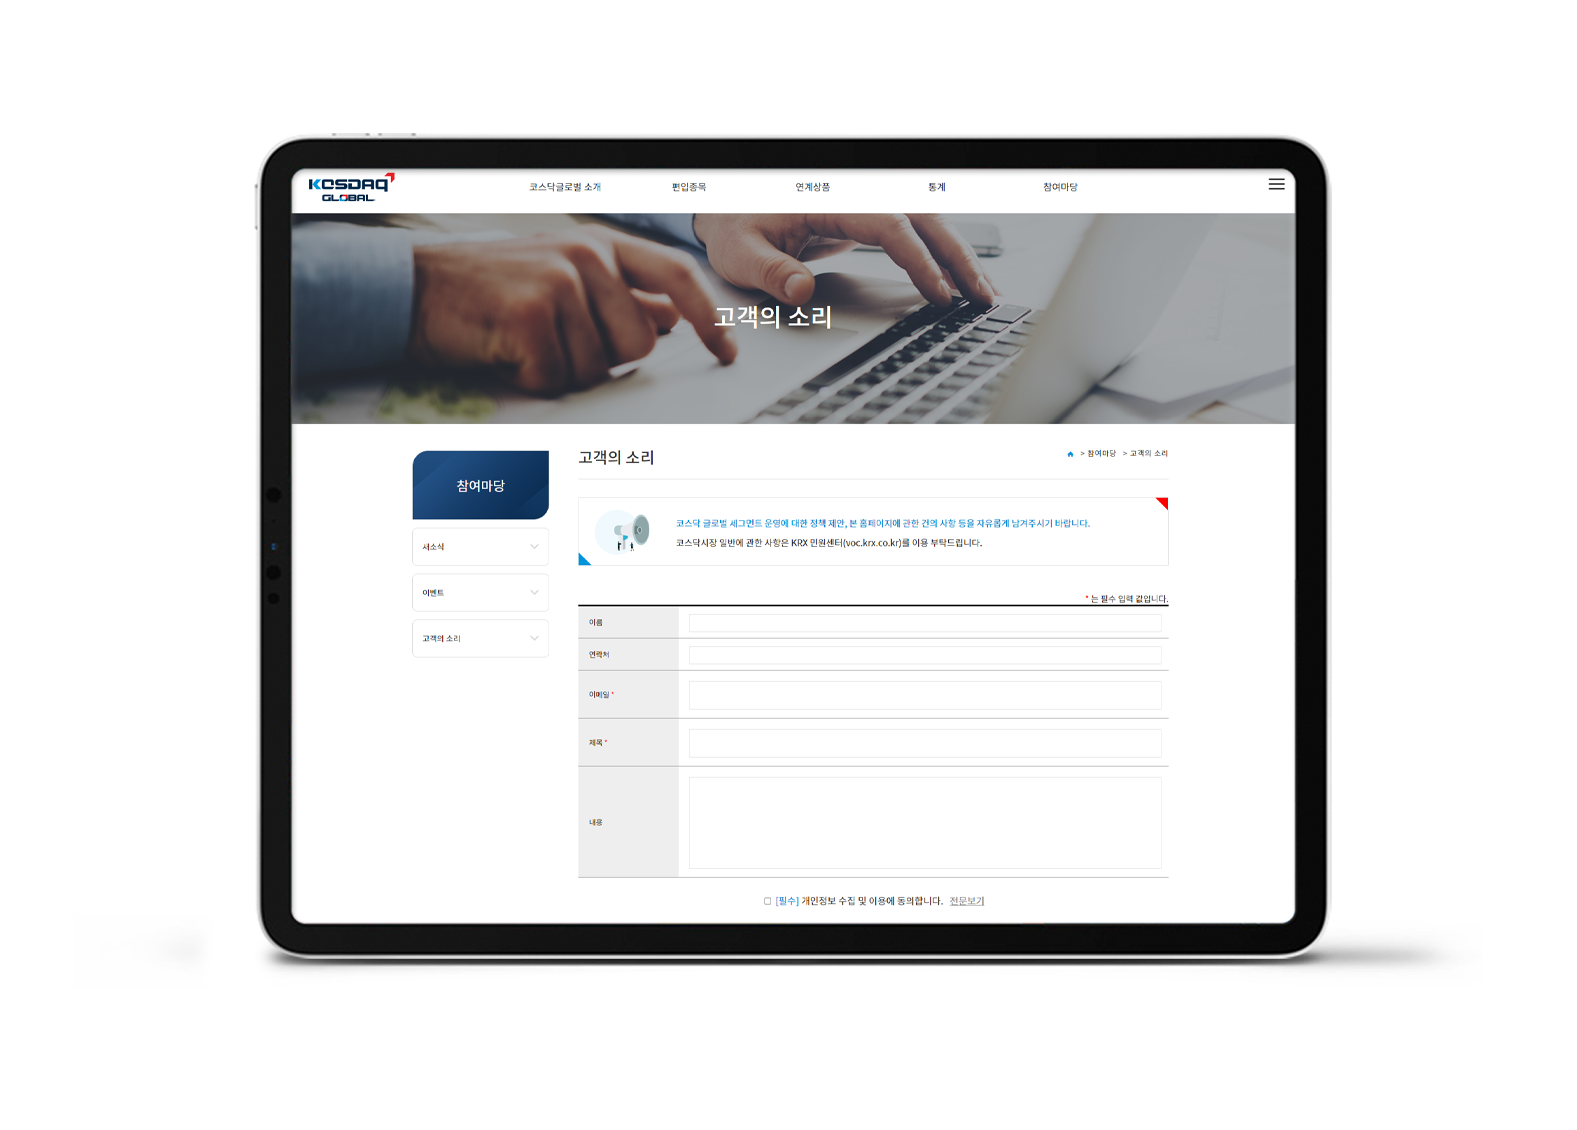 KOSDAQ
GLOBAL
코스닥글로벌 소개 편입종목 연계상품 통계 참여마당
고객의 소리
참여마당
새소식
이벤트
고객의 소리
고객의 소리
> 참여마당 > 고객의 소리
코스닥 글로벌 세그먼트 운영에 대한 정책 제안, 본 홈페이지에 관한 건의 사항 등을 자유롭게 남겨주시기 바랍니다.
코스닥시장 일반에 관한 사항은 KRX 민원센터(voc.krx.co.kr)를 이용 부탁드립니다.
* 는 필수 입력 값입니다.
이름
연락처
이메일 *
제목 *
내용
[필수] 개인정보 수집 및 이용에 동의합니다. 전문보기